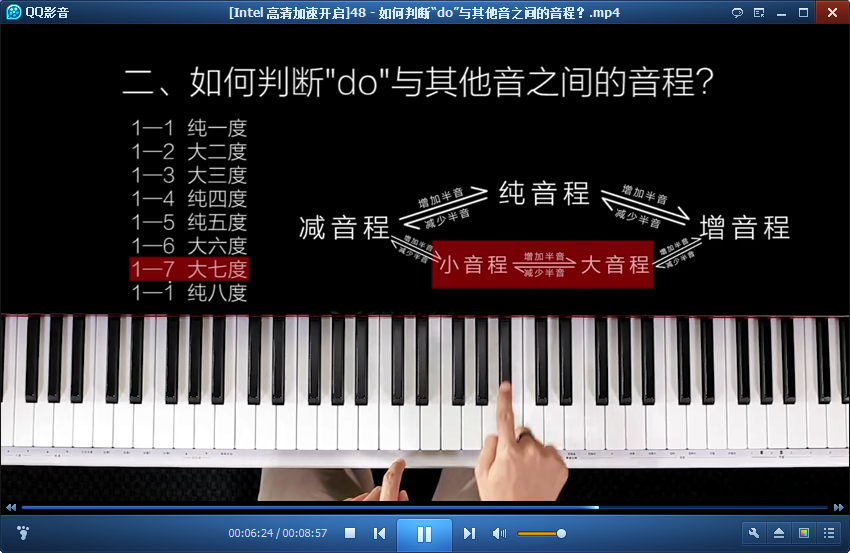 QQ影音
[Intel 高清加速开启]48 - 如何判断“do”与其他音之间的音程？.mp4
二、如何判断"do"与其他音之间的音程?
1—1 纯一度
1—2 大二度
1—3 大三度
1—4 纯四度
1—5 纯五度
1—6 大六度
1—7 大七度
1—1̇ 纯八度
纯音程
增加半音
减少半音
增加半音
减少半音
减音程
增音程
增加半音
减少半音
小音程
增加半音
减少半音
大音程
增加半音
减少半音
00:06:24 / 00:08:57